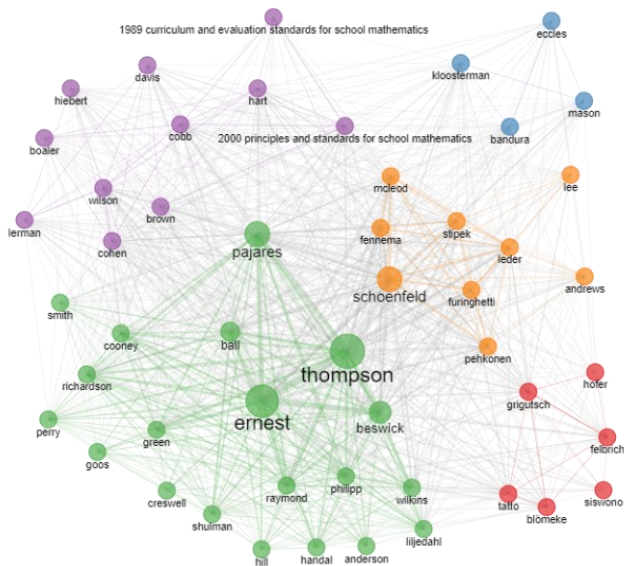 eccles
1989 curriculum and evaluation standards for school mathematics
davis
kloosterman
hiebert
hart
mason
cobb
2000 principles and standards for school mathematics
bandura
boaler
mcleod
lee
wilson
brown
stipek
lerman
fennema
cohen
pajares
leder
schoenfeld
furinghetti
andrews
smith
cooney
ball
pehkonen
thompson
hofer
richardson
grigutsch
ernest
beswick
perry
green
felbrich
goos
raymond
philipp
wilkins
creswell
tatto
blömeke
siswono
shulman
liljedahl
hill
handal
anderson